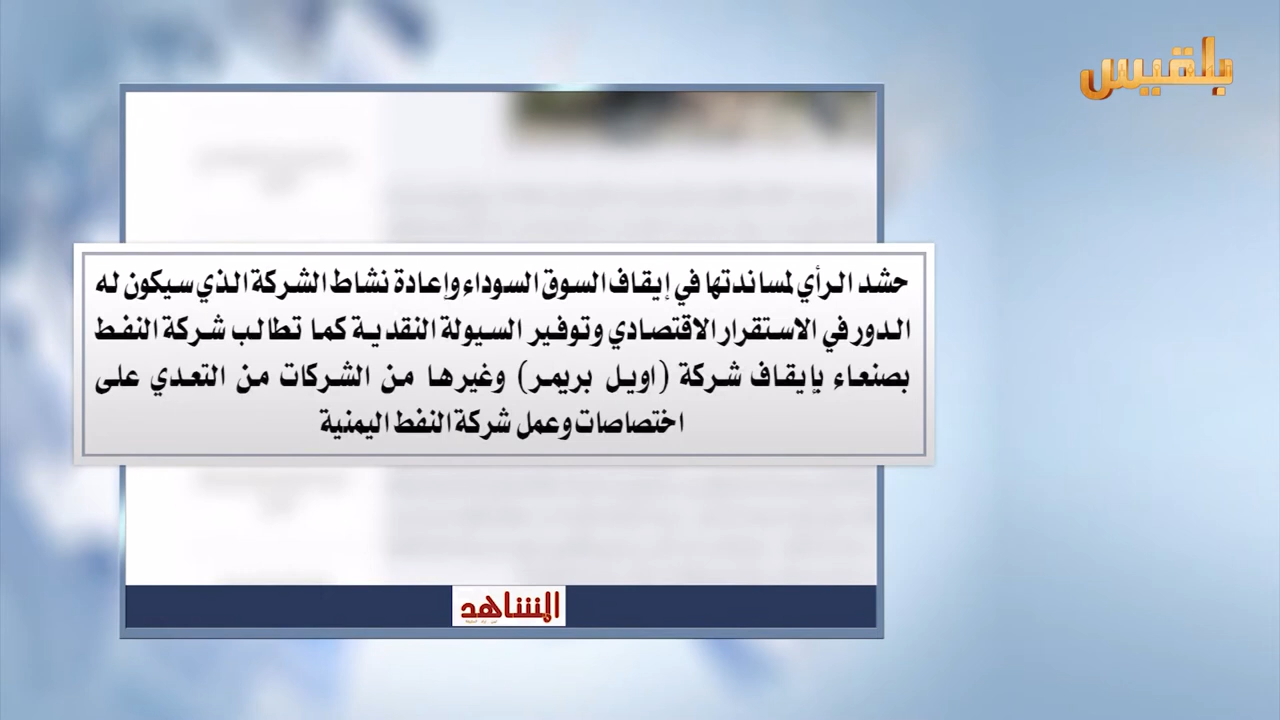 بلقيس
حشد الرأي لمساندتها في إيقاف السوق السوداء وإعادة نشاط الشركة الذي سيكون له
الدور في الاستقرار الاقتصادي وتوفير السيولة النقدية كما تطالب شركة النفط
بصنعاء بإيقاف شركة (اويل بريمر) وغيرها من الشركات من التعدي على
اختصاصات وعمل شركة النفط اليمنية
المشاهد